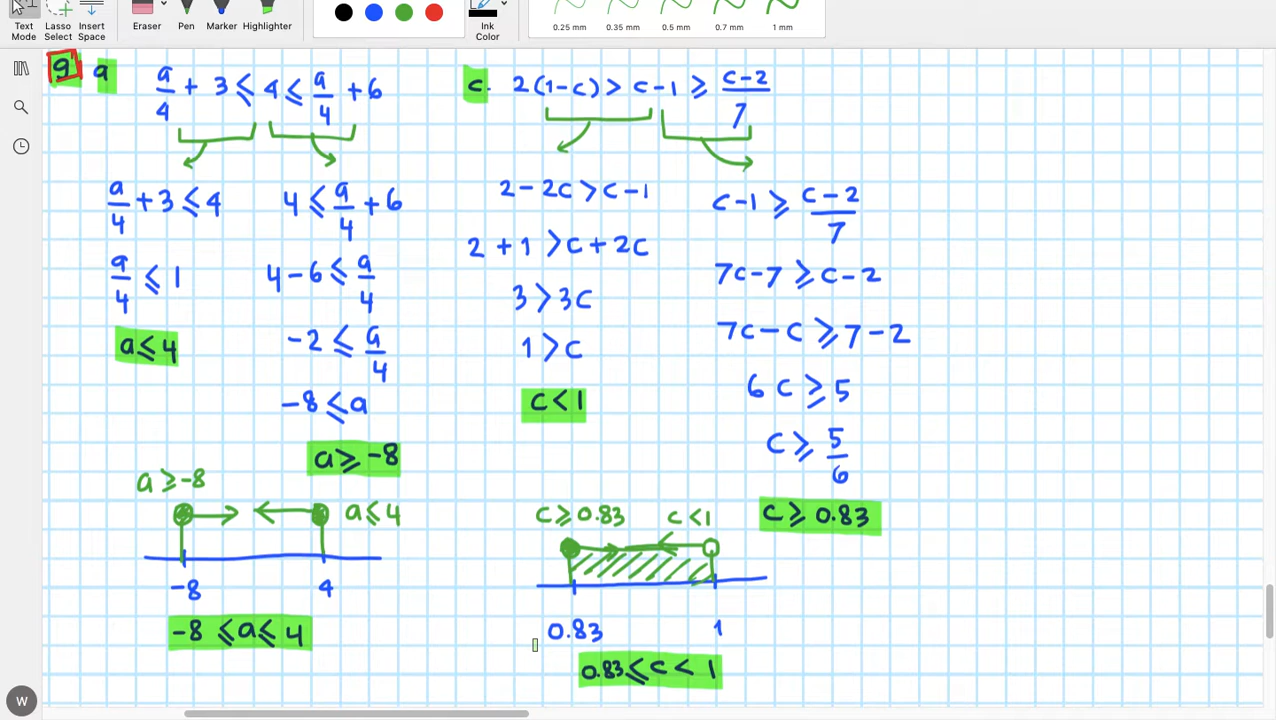 Text Mode
Lasso Select
Insert Space
Eraser
Pen
Marker
Highlighter
Ink Color
0.25 mm
0.35 mm
0.5 mm
0.7 mm
1 mm
9 a
a/4 + 3 ⩽ 4 ⩽ a/4 + 6
a/4 + 3 ⩽ 4
4 ⩽ a/4 + 6
a/4 ⩽ 1
4 - 6 ⩽ a/4
a ⩽ 4
-2 ⩽ a/4
-8 ⩽ a
a ⩾ -8
a ⩾ -8
a ⩽ 4
-8
4
-8 ⩽ a ⩽ 4
c. 2(1-c) > c-1 ⩾ (c-2)/7
2 - 2c > c - 1
2 + 1 > c + 2c
3 > 3c
1 > c
c < 1
c-1 ⩾ (c-2)/7
7c-7 ⩾ c-2
7c-c ⩾ 7-2
6c ⩾ 5
c ⩾ 5/6
c ⩾ 0.83
c ⩾ 0.83
c < 1
0.83
1
0.83 ⩽ c < 1
W